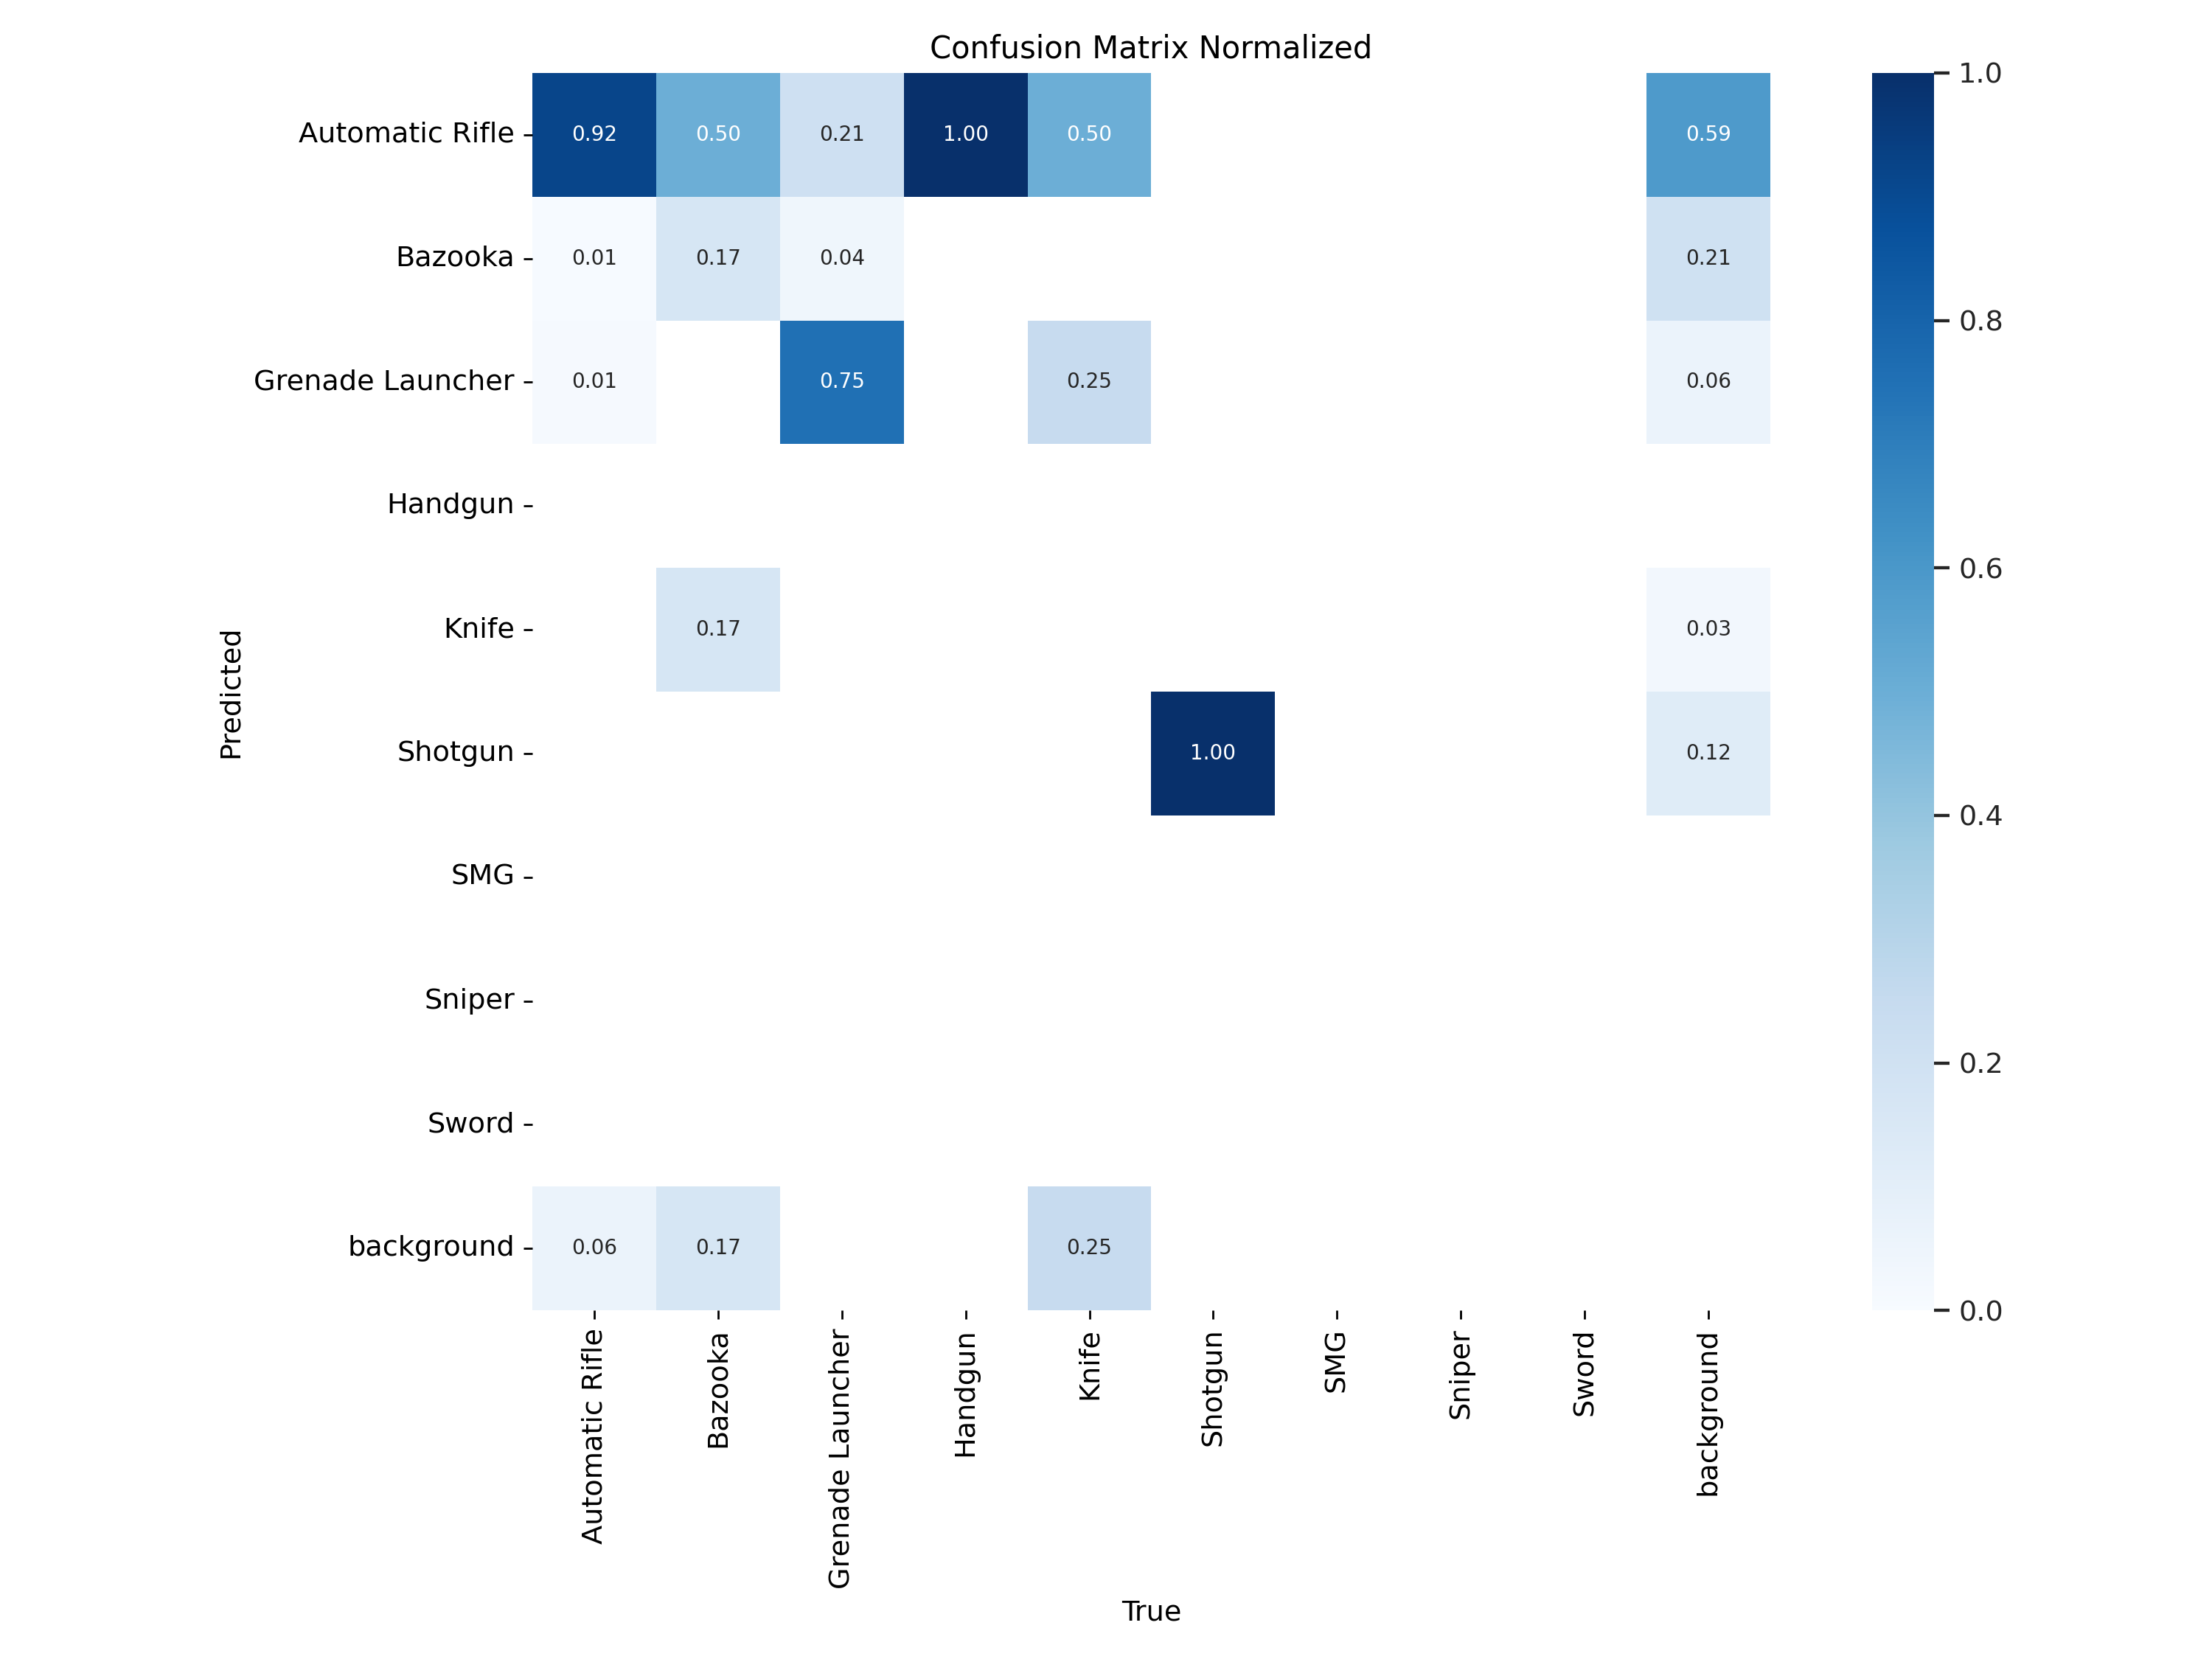 Confusion Matrix Normalized
Automatic Rifle 0.92 0.50 0.21 1.00 0.50 0.59
Bazooka 0.01 0.17 0.04 0.21
Grenade Launcher 0.01 0.75 0.25 0.06
Handgun
Knife 0.17 0.03
Shotgun 1.00 0.12
SMG
Sniper
Sword
background 0.06 0.17 0.25
Predicted
Automatic Rifle
Bazooka
Grenade Launcher
Handgun
Knife
Shotgun
SMG
Sniper
Sword
background
True
1.0
0.8
0.6
0.4
0.2
0.0